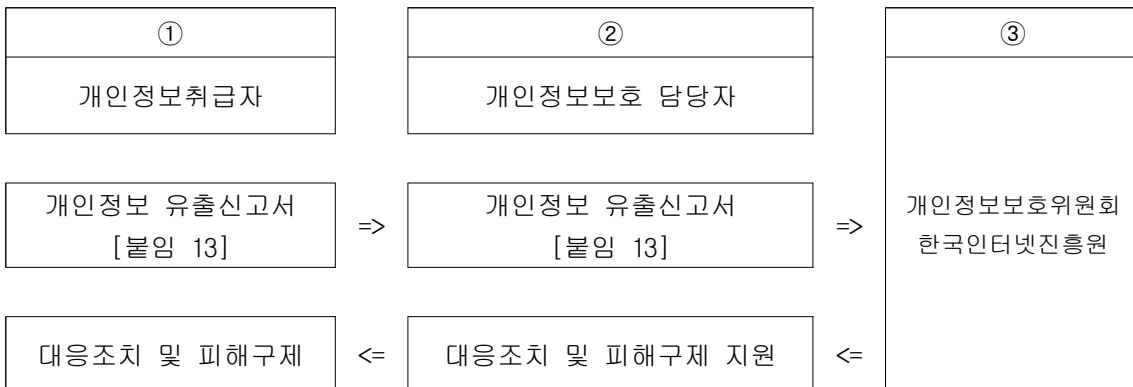 ①
②
③
개인정보취급자
개인정보보호 담당자
개인정보 유출신고서
[붙임 13]
=>
개인정보 유출신고서
[붙임 13]
=>
개인정보보호위원회
한국인터넷진흥원
대응조치 및 피해구제
<=
대응조치 및 피해구제 지원
<=